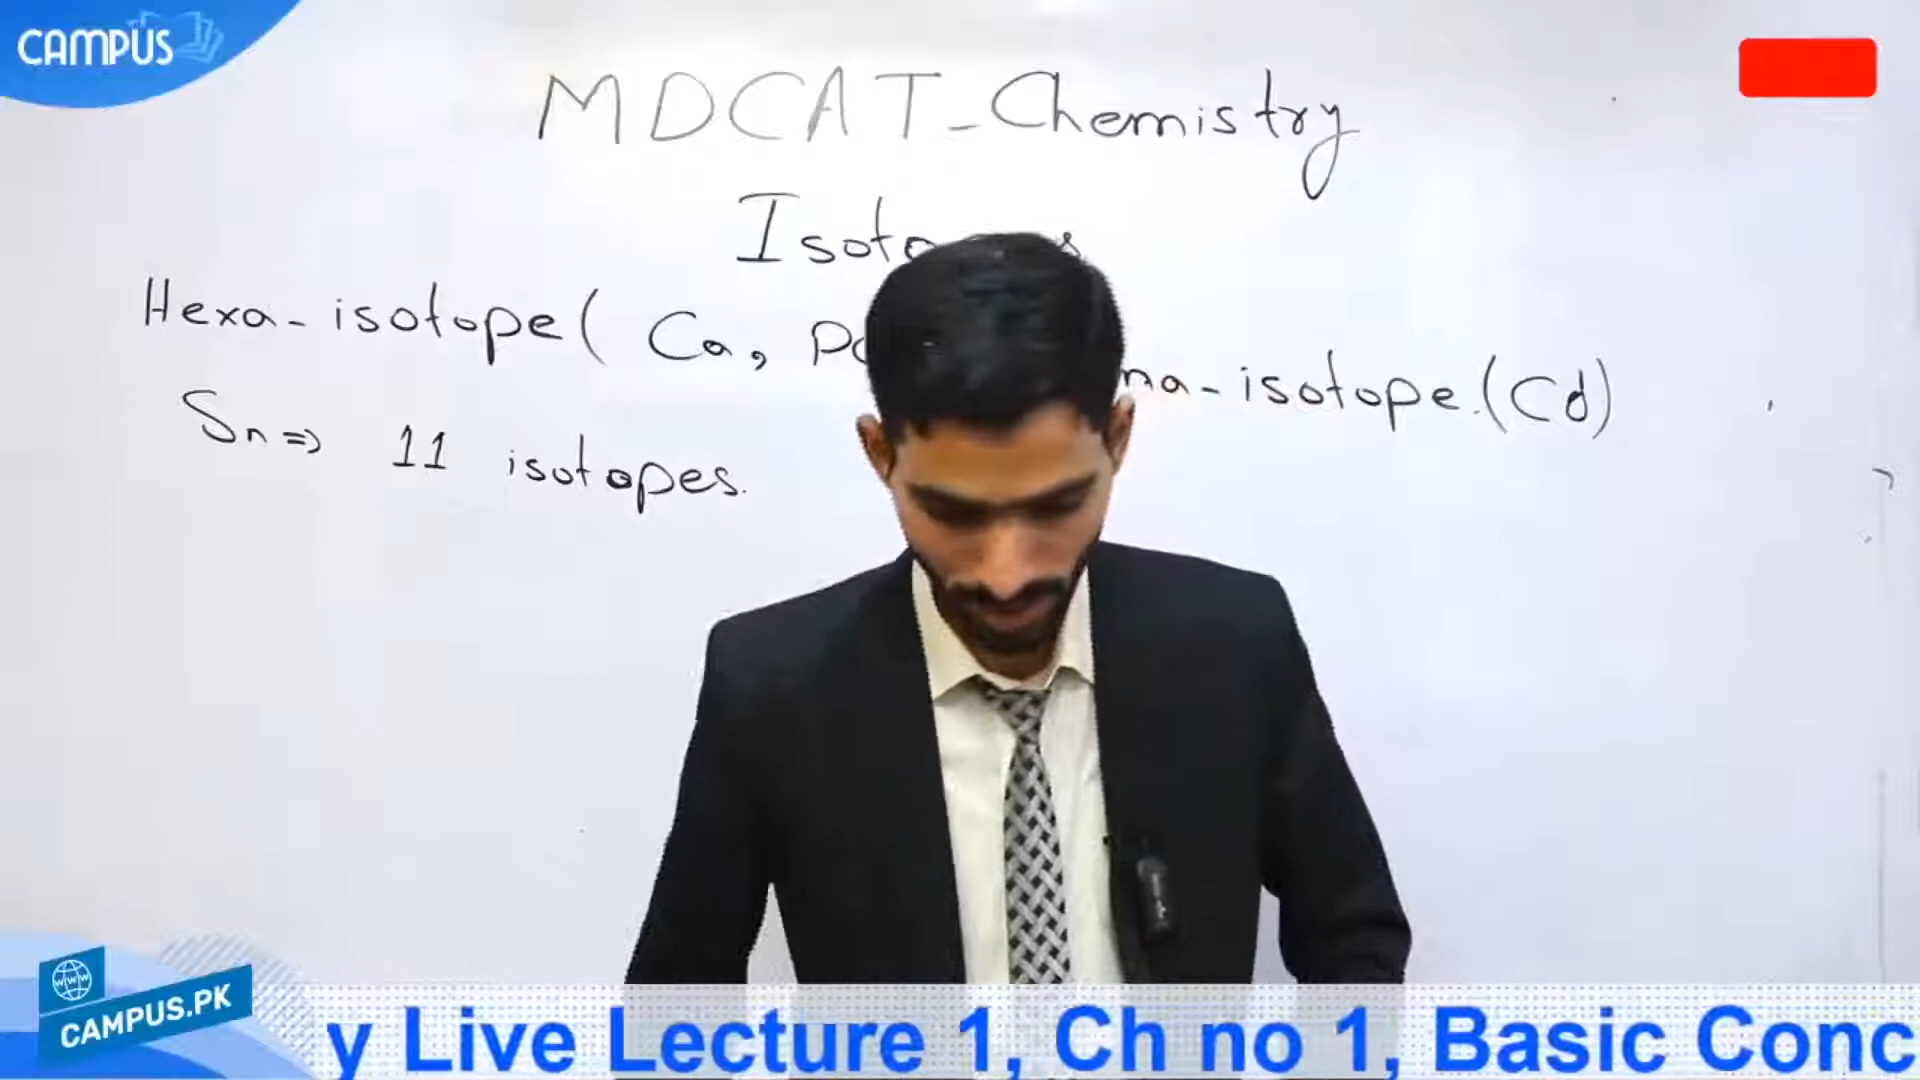 CAMPUS
MDCAT-Chemistry
Hexa-isotope( Ca,
-isotope.(Cd)
Sn⇒ 11 isotopes.
www
CAMPUS.PK
y Live Lecture 1, Ch no 1, Basic Conc